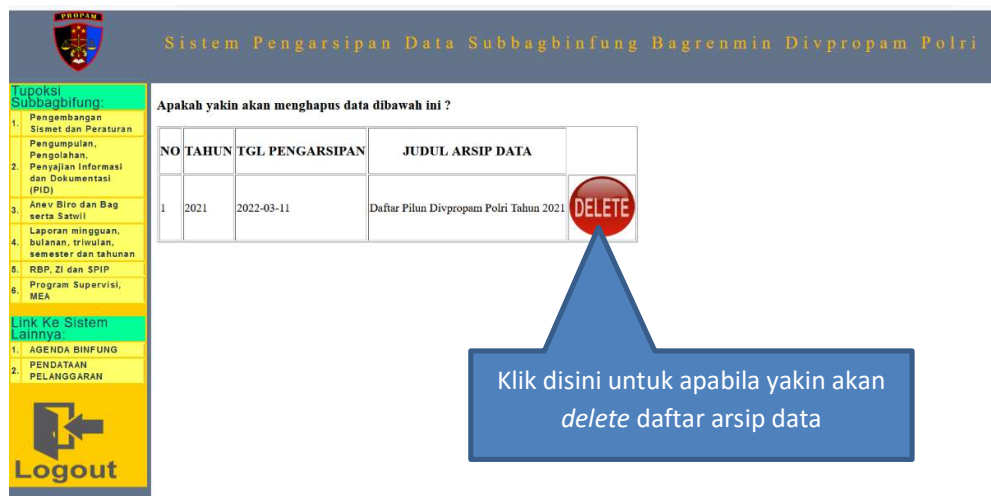 PROPAM
Sistem Pengarsipan Data Subbagbinfung Bagrenmin Divpropam Polri
Tupoksi
Subbagbifung:
1. Pengembangan
Sismet dan Peraturan
2. Pengumpulan,
Pengolahan,
Penyajian Informasi
dan Dokumentasi
(PID)
3. Anev Biro dan Bag
serta Satwil
4. Laporan mingguan,
bulanan, triwulan,
semester dan tahunan
5. RBP, ZI dan SPIP
6. Program Supervisi,
MEA
Link Ke Sistem
Lainnya:
1. AGENDA BINFUNG
2. PENDATAAN
PELANGGARAN
Logout
Apakah yakin akan menghapus data dibawah ini ?
NO TAHUN TGL PENGARSIPAN JUDUL ARSIP DATA
1 2021 2022-03-11 Daftar Pilun Divpropam Polri Tahun 2021 DELETE
Klik disini untuk apabila yakin akan
delete daftar arsip data